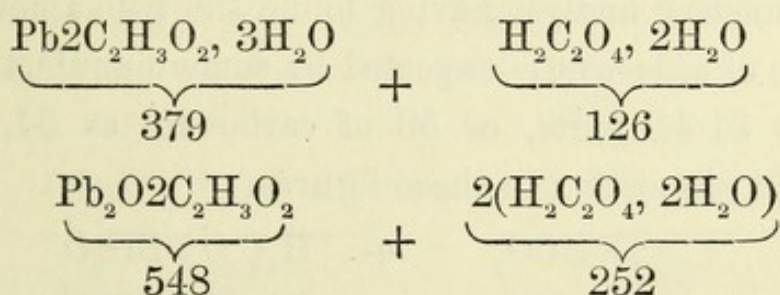 Pb2C₂H₃O₂, 3H₂O + H₂C₂O₄, 2H₂O
379 126
Pb₂O2C₂H₃O₂ + 2(H₂C₂O₄, 2H₂O)
548 252